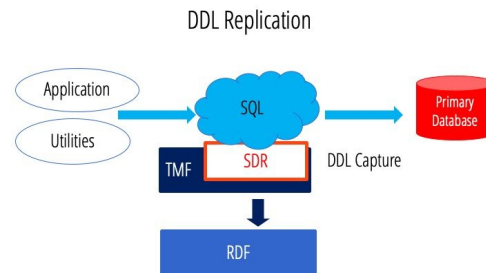 DDL Replication
Application
Utilities
SQL
Primary
Database
TMF
SDR
DDL Capture
RDF